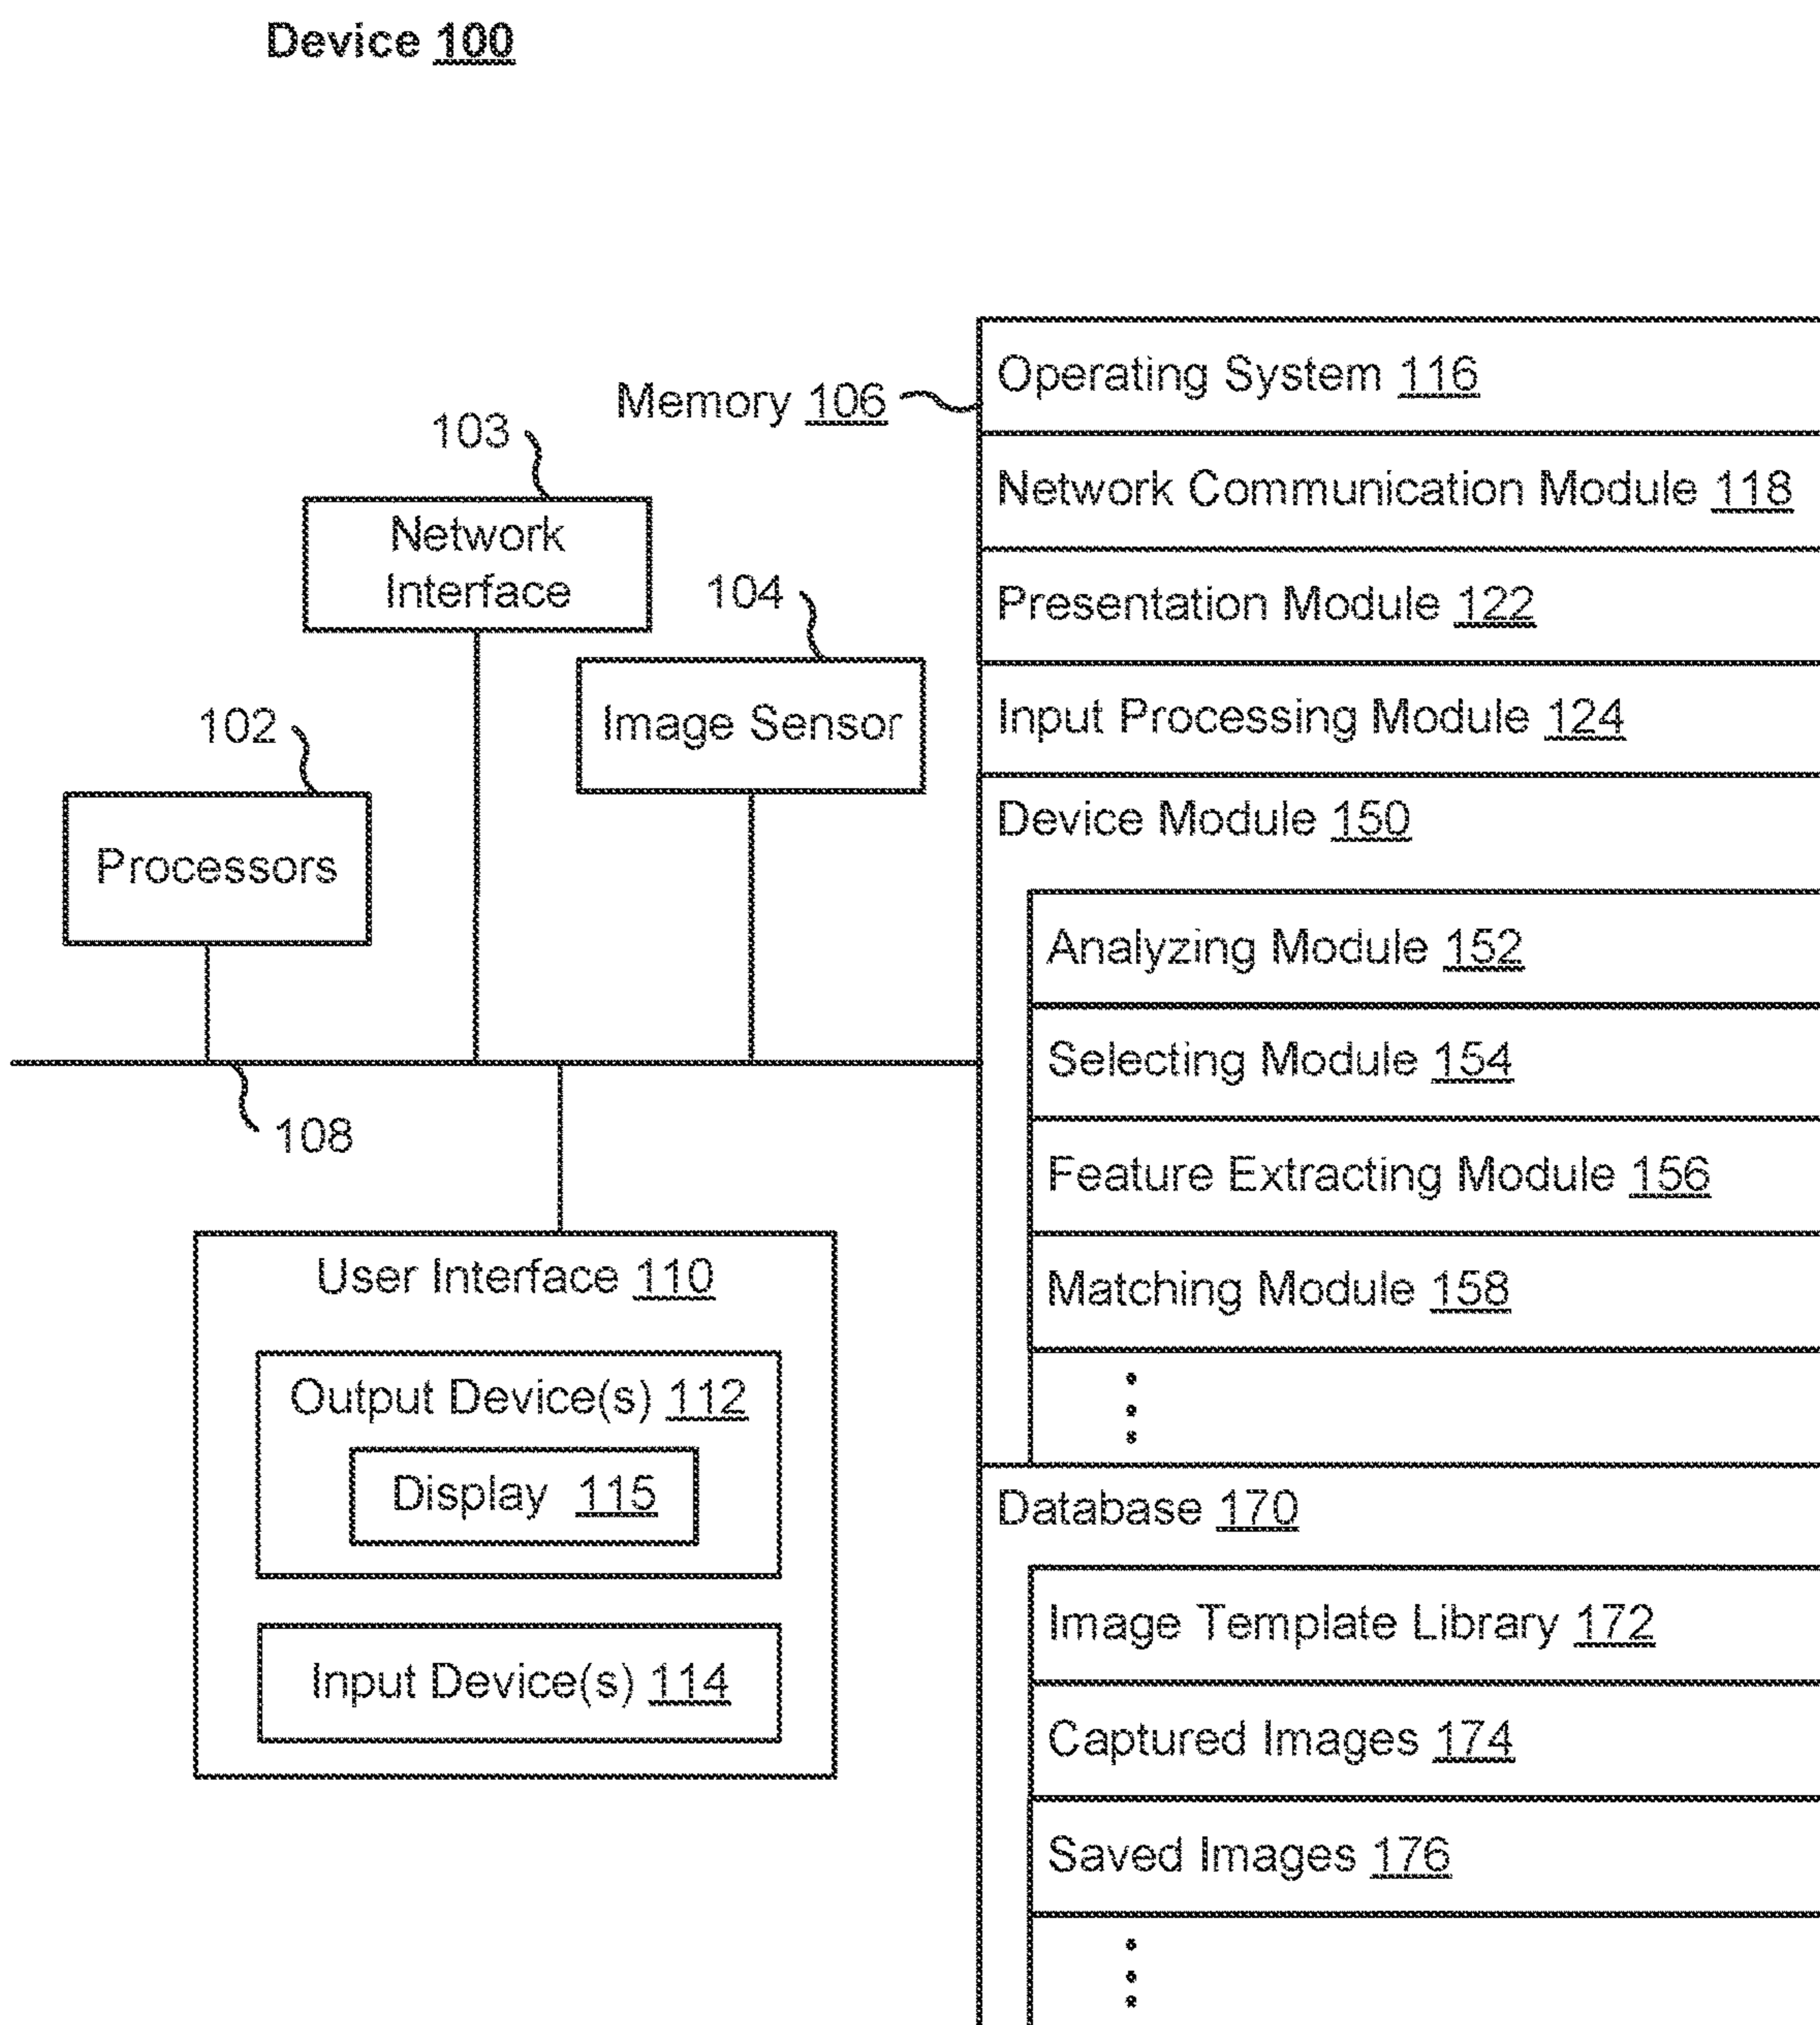 Device 100
Memory 106
103
Network
Interface
104
Image Sensor
102
Processors
108
User Interface 110
Output Device(s) 112
Display 115
Input Device(s) 114
Operating System 116
Network Communication Module 118
Presentation Module 122
Input Processing Module 124
Device Module 150
Analyzing Module 152
Selecting Module 154
Feature Extracting Module 156
Matching Module 158
Database 170
Image Template Library 172
Captured Images 174
Saved Images 176